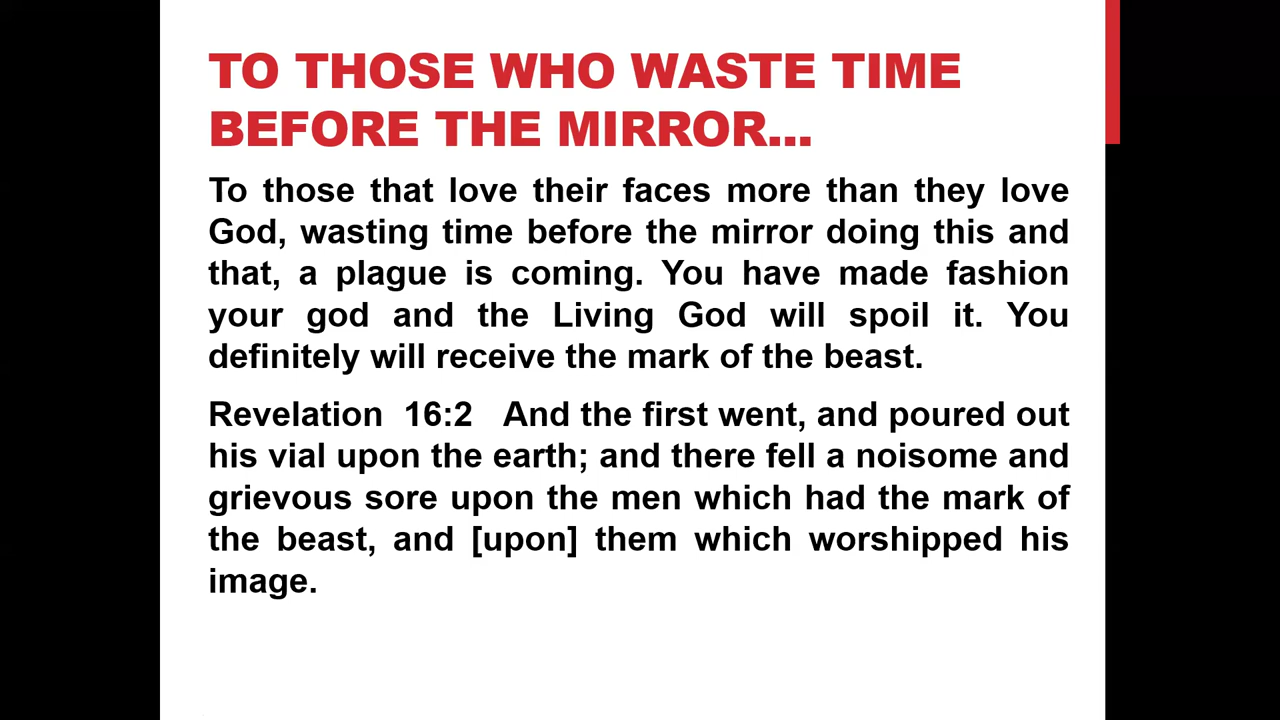 TO THOSE WHO WASTE TIME
BEFORE THE MIRROR...
To those that love their faces more than they love
God, wasting time before the mirror doing this and
that, a plague is coming. You have made fashion
your god and the Living God will spoil it. You
definitely will receive the mark of the beast.
Revelation 16:2 And the first went, and poured out
his vial upon the earth; and there fell a noisome and
grievous sore upon the men which had the mark of
the beast, and [upon] them which worshipped his
image.